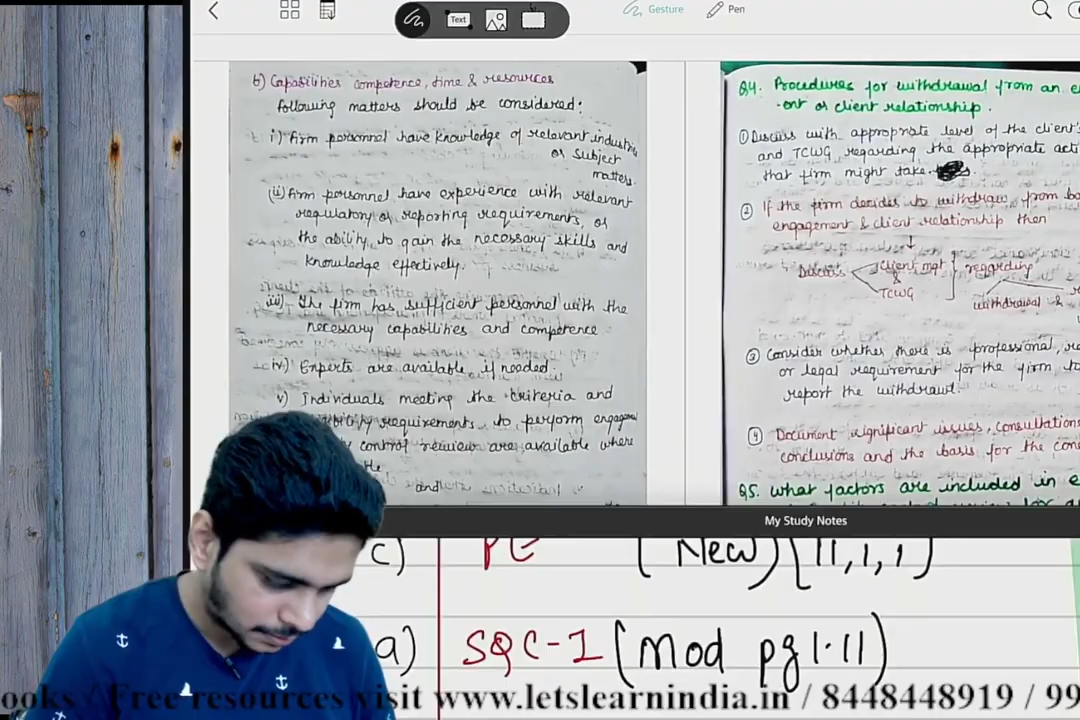 Text
Gesture
Pen
b) Capabilities competence, time & resources
following matters should be considered:
i) firm personnel have knowledge of relevant industries
or subject
matters.
(ii) firm personnel have experience with relevant
regulatory or reporting requirements, or
the ability to gain the necessary skills and
knowledge effectively.
iii) The firm has sufficient personnel with the
necessary capabilities and competence
iv) Experts are available, if needed.
v) Individuals meeting the criteria and
requirements to perform engagement
control review are available where
the
and
Q4. Procedures for withdrawal from an e
ont or client relationship.
① Discuss with appropriate level of the client's
and TCWG regarding the appropriate acti
that firm might take.
② If the firm decides to withdraw from bo
engagement & client relationship then
↓
Discuss Client mgt & TCWG regarding
withdrawal &
③ Consider whether there is professional, re
or legal requirement for the firm to
report the withdrawl.
④ Document significant issues, consultations
conclusions and the basis for the con
Q5. What factors are included in e
My Study Notes
c) PE (New) [11,1,1)
a) SQC-1 (Mod pg 1.11)
ooks / Free resources visit www.letslearnindia.in / 8448448919 / 99